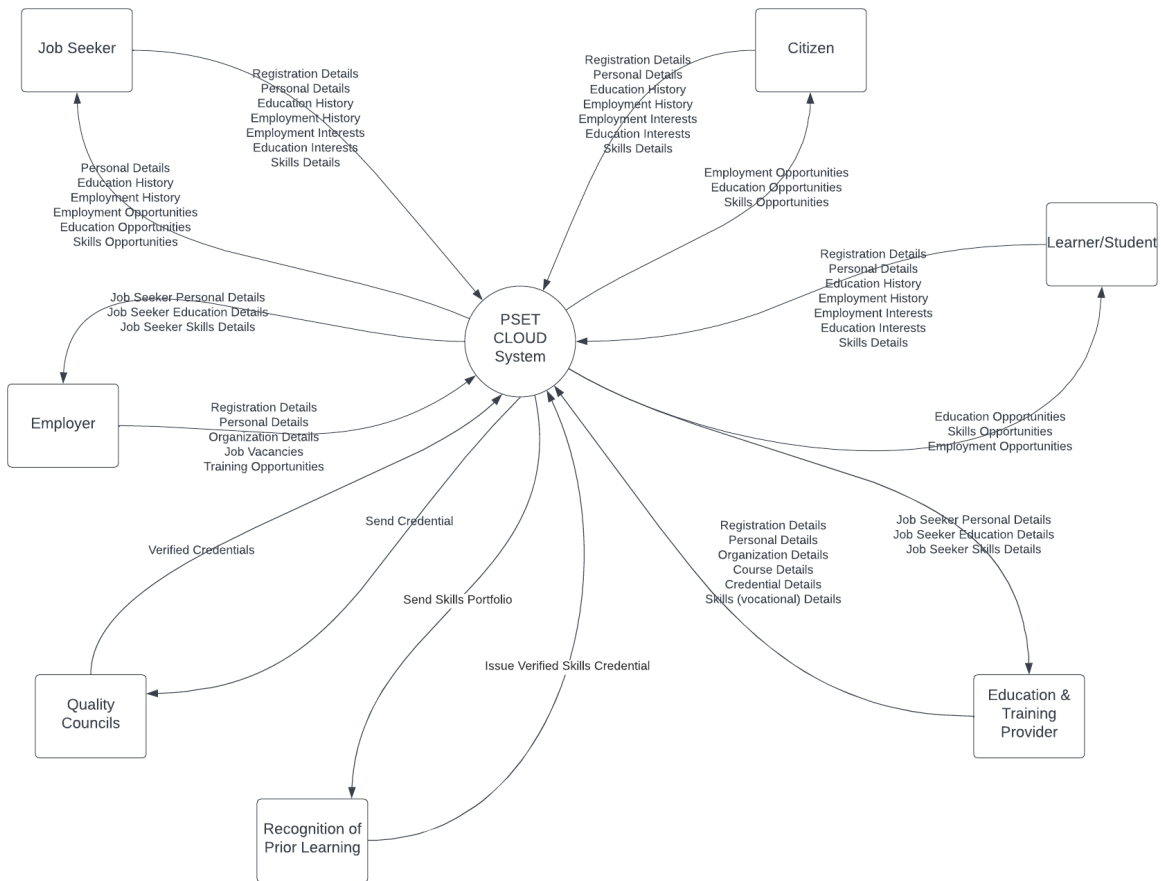 Job Seeker
Citizen
Registration Details
Personal Details
Education History
Employment History
Employment Interests
Education Interests
Skills Details
Registration Details
Personal Details
Education History
Employment History
Employment Interests
Education Interests
Skills Details
Personal Details
Education History
Employment History
Employment Opportunities
Education Opportunities
Skills Opportunities
Employment Opportunities
Education Opportunities
Skills Opportunities
Learner/Student
Registration Details
Personal Details
Education History
Employment History
Employment Interests
Education Interests
Skills Details
Job Seeker Personal Details
Job Seeker Education Details
Job Seeker Skills Details
PSET
CLOUD
System
Employer
Registration Details
Personal Details
Organization Details
Job Vacancies
Training Opportunities
Education Opportunities
Skills Opportunities
Employment Opportunities
Verified Credentials
Send Credential
Send Skills Portfolio
Issue Verified Skills Credential
Registration Details
Personal Details
Organization Details
Course Details
Credential Details
Skills (vocational) Details
Job Seeker Personal Details
Job Seeker Education Details
Job Seeker Skills Details
Quality
Councils
Education &
Training
Provider
Recognition of
Prior Learning